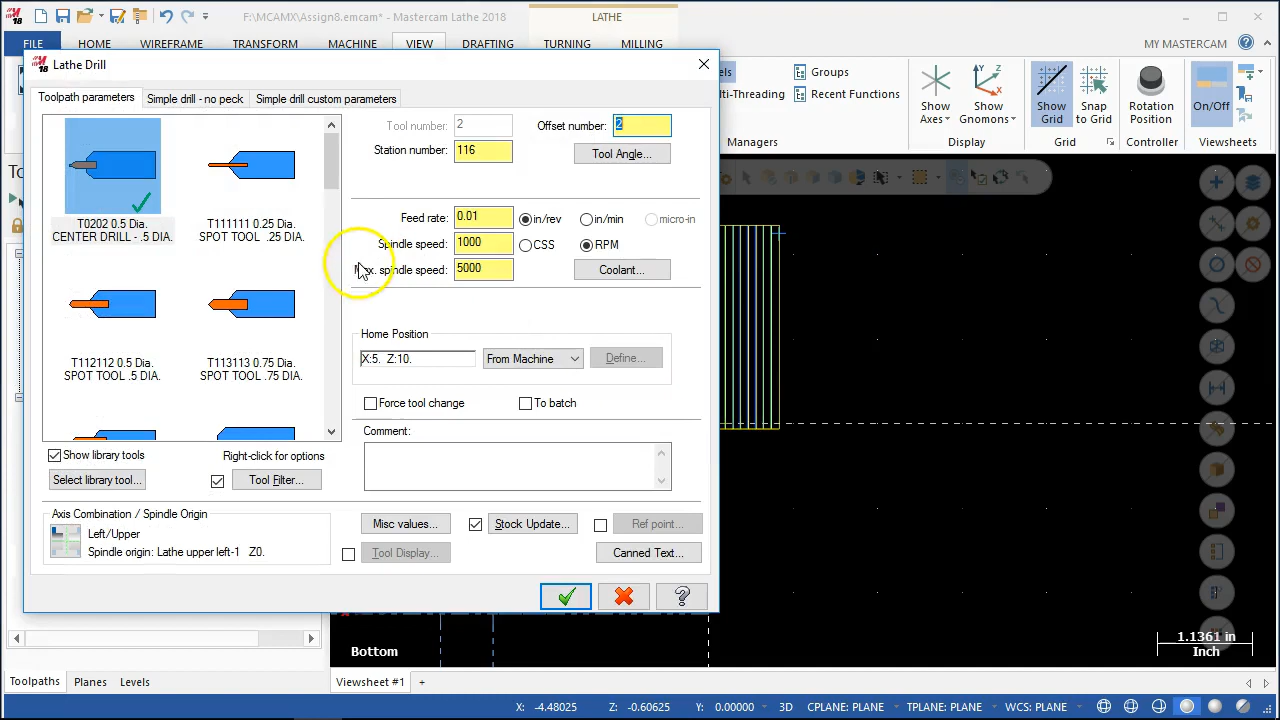 18
F:\MCAMX\Assign8.emcam* - Mastercam Lathe 2018
LATHE
FILE
HOME
WIREFRAME
TRANSFORM
MACHINE
VIEW
DRAFTING
TURNING
MILLING
MY MASTERCAM
18
Lathe Drill
Toolpath parameters
Simple drill - no peck
Simple drill custom parameters
Tool number:
2
Offset number:
2
Station number:
116
Tool Angle...
Feed rate:
0.01
in/rev
in/min
micro-in
Spindle speed:
1000
CSS
RPM
spindle speed:
5000
Coolant...
T0202 0.5 Dia.
CENTER DRILL - .5 DIA.
T111111 0.25 Dia.
SPOT TOOL .25 DIA.
T112112 0.5 Dia.
SPOT TOOL .5 DIA.
T113113 0.75 Dia.
SPOT TOOL .75 DIA.
Home Position
X:5. Z:10.
From Machine
Define...
Force tool change
To batch
Comment:
Show library tools
Right-click for options
Select library tool...
Tool Filter...
Axis Combination / Spindle Origin
Left/Upper
Spindle origin: Lathe upper left-1 Z0.
Misc values...
Stock Update...
Ref point...
Tool Display...
Canned Text...
Groups
Recent Functions
Managers
Show
Axes
Show
Gnomons
Display
Show
Grid
Snap
to Grid
Grid
Rotation
Position
Controller
On/Off
Viewsheets
Bottom
1.1361 in
Inch
Toolpaths
Planes
Levels
Viewsheet #1
X: -4.48025
Z: -0.60625
Y: 0.00000
3D
CPLANE: PLANE
TPLANE: PLANE
WCS: PLANE